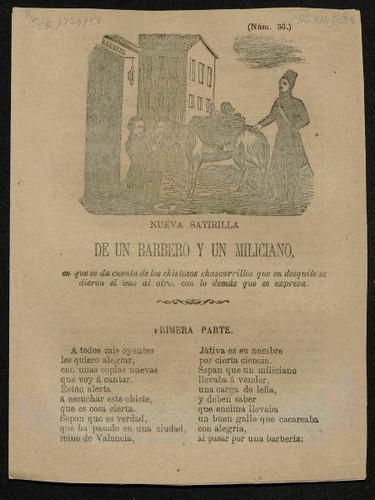 (Núm. 36.)
BARBERO
NUEVA SATIRILLA
DE UN BARBERO Y UN MILICIANO,
en que se da cuenta de los chistosos chascarrillos que en desquite se
dieron el uno al otro, con lo demás que se expresa.
PRIMERA PARTE.
A todos mis oyentes
les quiero alegrar,
con unas coplas nuevas
que voy á cantar.
Estén alerta
á escuchar este chiste,
que es cosa cierta.
Sepan que es verdad,
que ha pasado en una ciudad,
reino de Valencia,
Játiva es su nombre
por cierta ciencia.
Sepan que un miliciano
llevaba á vender,
una carga de leña,
y deben saber
que encima llevaba
un buen gallo que cacareaba
con alegría,
al pasar por una barbería: